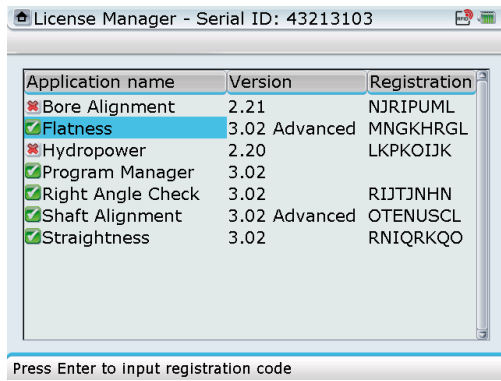 License Manager - Serial ID: 43213103
Application name Version Registration
Bore Alignment 2.21 NJRIPUML
Flatness 3.02 Advanced MNGKHRGL
Hydropower 2.20 LKPKOIJK
Program Manager 3.02
Right Angle Check 3.02 RIJTJNHN
Shaft Alignment 3.02 Advanced OTENUSCL
Straightness 3.02 RNIQRKQO
Press Enter to input registration code